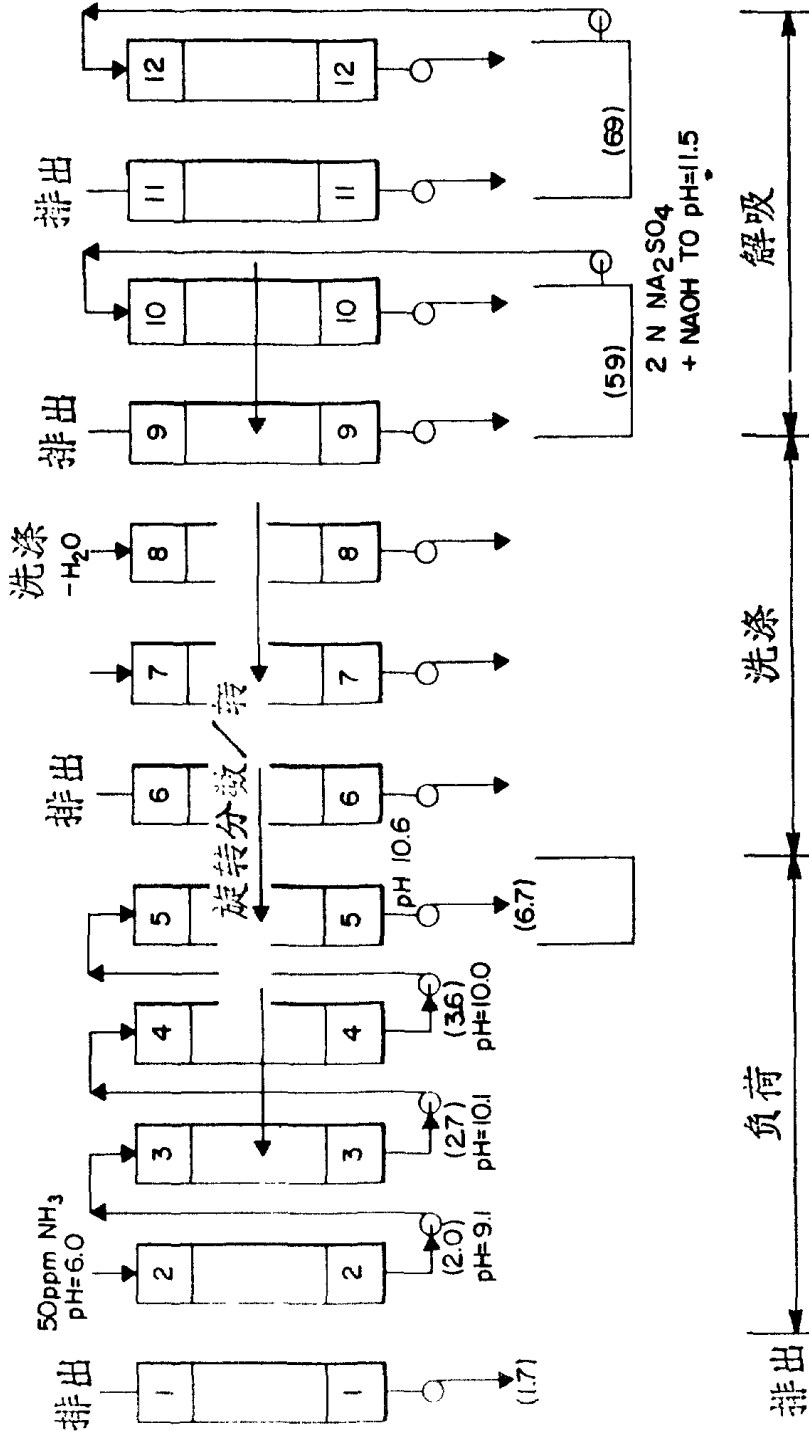 排出
50ppm NH₃
pH=6.0
排出
洗涤
-H₂O
排出
排出
1
2
3
4
5
6
7
8
9
10
11
12
旋转分数/转
1
2
3
4
5
6
7
8
9
10
11
12
(1.7)
(2.0)
pH=9.1
(2.7)
pH=10.1
(3.6)
pH=10.0
pH 10.6
(6.7)
(59)
(69)
2 N NA₂SO₄
+ NAOH TO pH=11.5
排出
负荷
洗涤
解吸